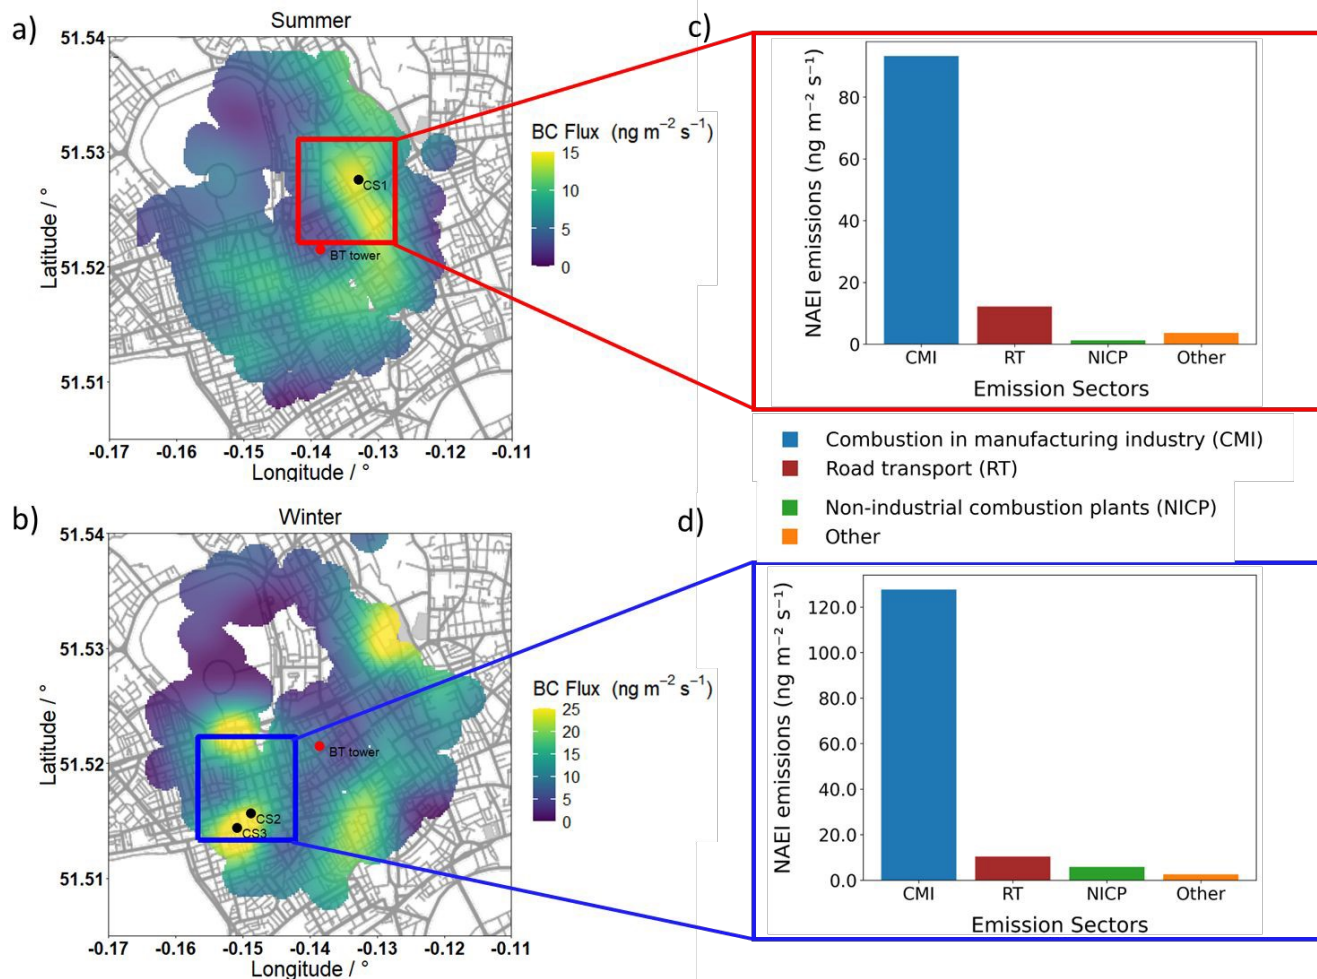 a)
Summer
51.54
51.53
51.52
51.51
Latitude / °
-0.17 -0.16 -0.15 -0.14 -0.13 -0.12 -0.11
Longitude / °
CS1
BT tower
BC Flux (ng m⁻² s⁻¹)
15
10
5
0
c)
NAEI emissions (ng m⁻² s⁻¹)
80
60
40
20
0
CMI RT NICP Other
Emission Sectors
Combustion in manufacturing industry (CMI)
Road transport (RT)
Non-industrial combustion plants (NICP)
Other
b)
Winter
51.54
51.53
51.52
51.51
Latitude / °
-0.17 -0.16 -0.15 -0.14 -0.13 -0.12 -0.11
Longitude / °
BT tower
CS2
CS3
BC Flux (ng m⁻² s⁻¹)
25
20
15
10
5
0
d)
NAEI emissions (ng m⁻² s⁻¹)
120.0
100.0
80.0
60.0
40.0
20.0
0.0
CMI RT NICP Other
Emission Sectors